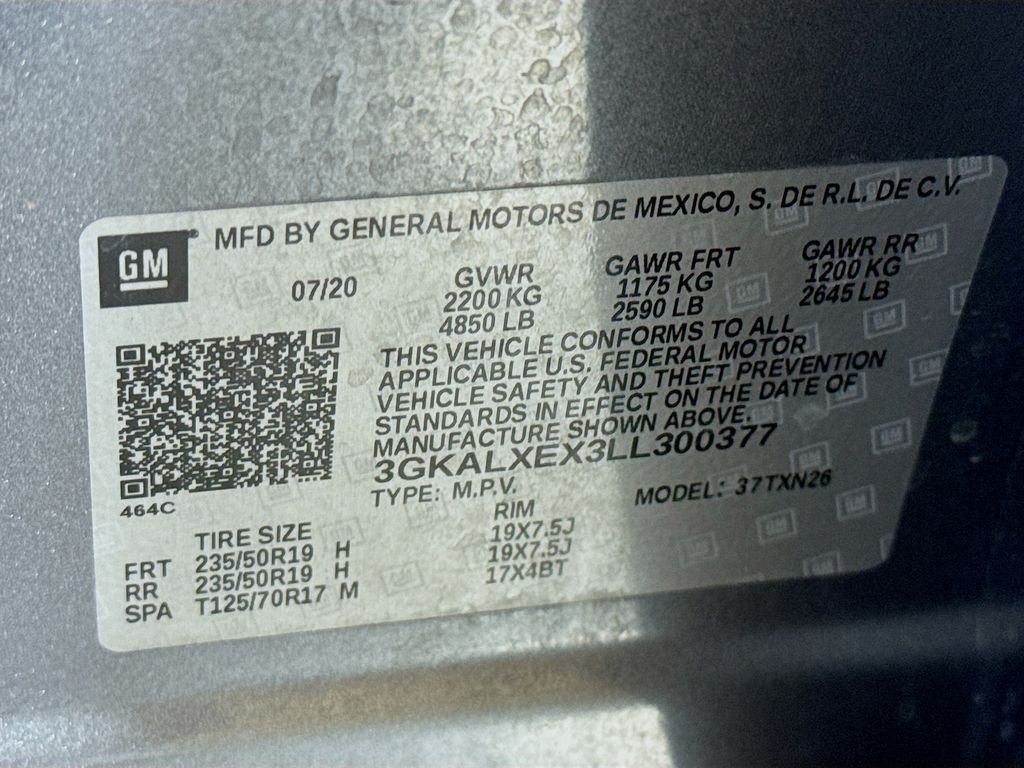 GM
MFD BY GENERAL MOTORS DE MEXICO, S. DE R.L. DE C.V.
07/20 GVWR GAWR FRT GAWR RR
2200 KG 1175 KG 1200 KG
4850 LB 2590 LB 2645 LB
THIS VEHICLE CONFORMS TO ALL
APPLICABLE U.S. FEDERAL MOTOR
VEHICLE SAFETY AND THEFT PREVENTION
STANDARDS IN EFFECT ON THE DATE OF
MANUFACTURE SHOWN ABOVE.
3GKALXEX3LL300377
464C
TYPE: M.P.V. MODEL: 37TXN26
TIRE SIZE RIM
FRT 235/50R19 H 19X7.5J
RR 235/50R19 H 19X7.5J
SPA T125/70R17 M 17X4BT